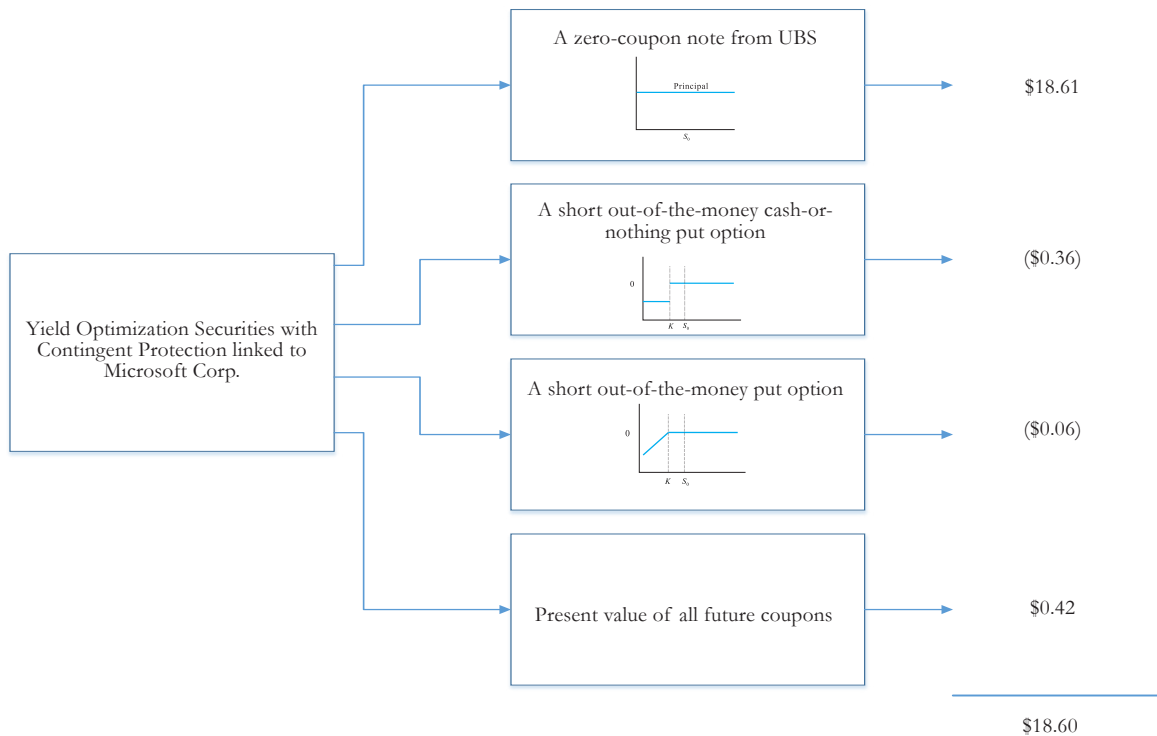 A zero-coupon note from UBS
Principal
S0
$18.61
A short out-of-the-money cash-or-
nothing put option
0
K S0
($0.36)
Yield Optimization Securities with
Contingent Protection linked to
Microsoft Corp.
A short out-of-the-money put option
0
K S0
($0.06)
Present value of all future coupons
$0.42
$18.60